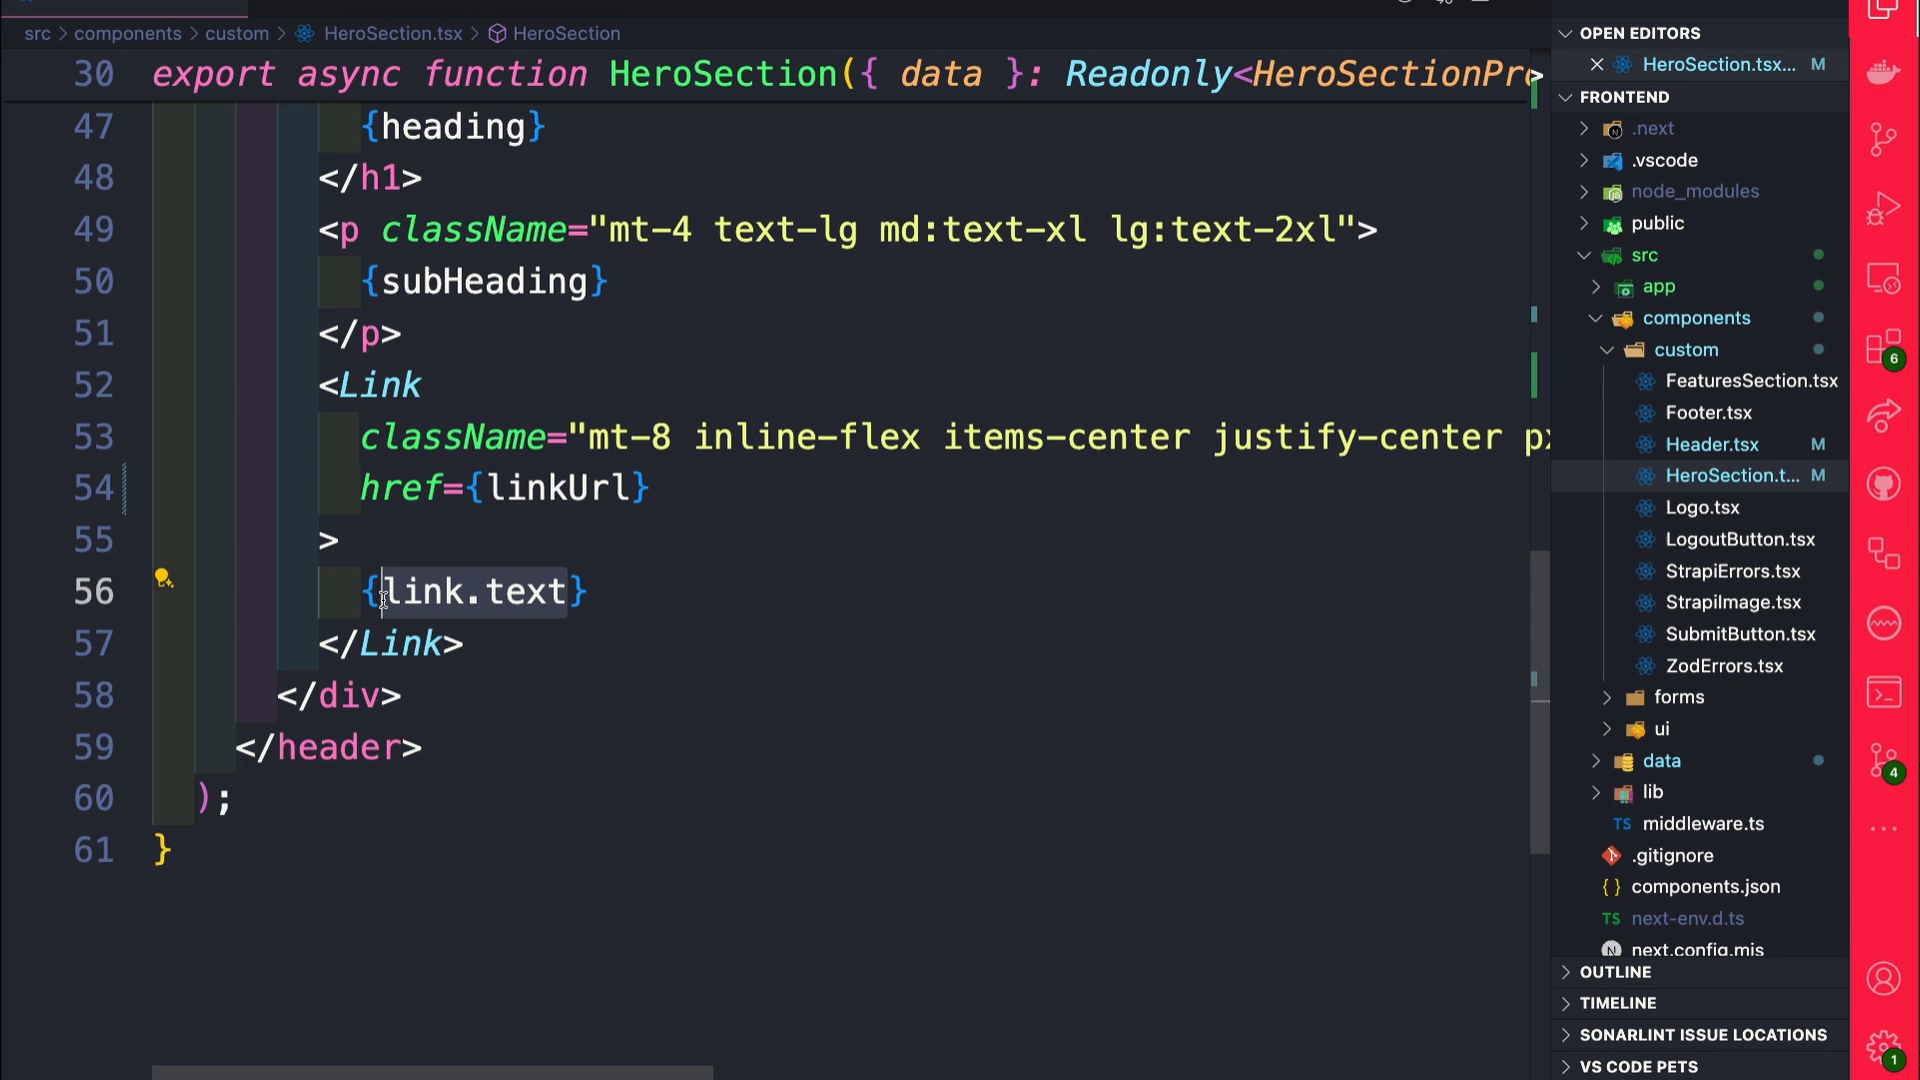 src > components > custom > HeroSection.tsx > HeroSection
30 export async function HeroSection({ data }: Readonly<HeroSectionPro>
47 {heading}
48 </h1>
49 <p className="mt-4 text-lg md:text-xl lg:text-2xl">
50 {subHeading}
51 </p>
52 <Link
53 className="mt-8 inline-flex items-center justify-center px
54 href={linkUrl}
55 >
56 {link.text}
57 </Link>
58 </div>
59 </header>
60 );
61 }
OPEN EDITORS
HeroSection.tsx... M
FRONTEND
.next
.vscode
node_modules
public
src
app
components
custom
FeaturesSection.tsx
Footer.tsx
Header.tsx M
HeroSection.t... M
Logo.tsx
LogoutButton.tsx
StrapiErrors.tsx
StrapiImage.tsx
SubmitButton.tsx
ZodErrors.tsx
forms
ui
data
lib
TS middleware.ts
.gitignore
{ } components.json
TS next-env.d.ts
N next.config.mjs
OUTLINE
TIMELINE
SONARLINT ISSUE LOCATIONS
VS CODE PETS
6
4
1